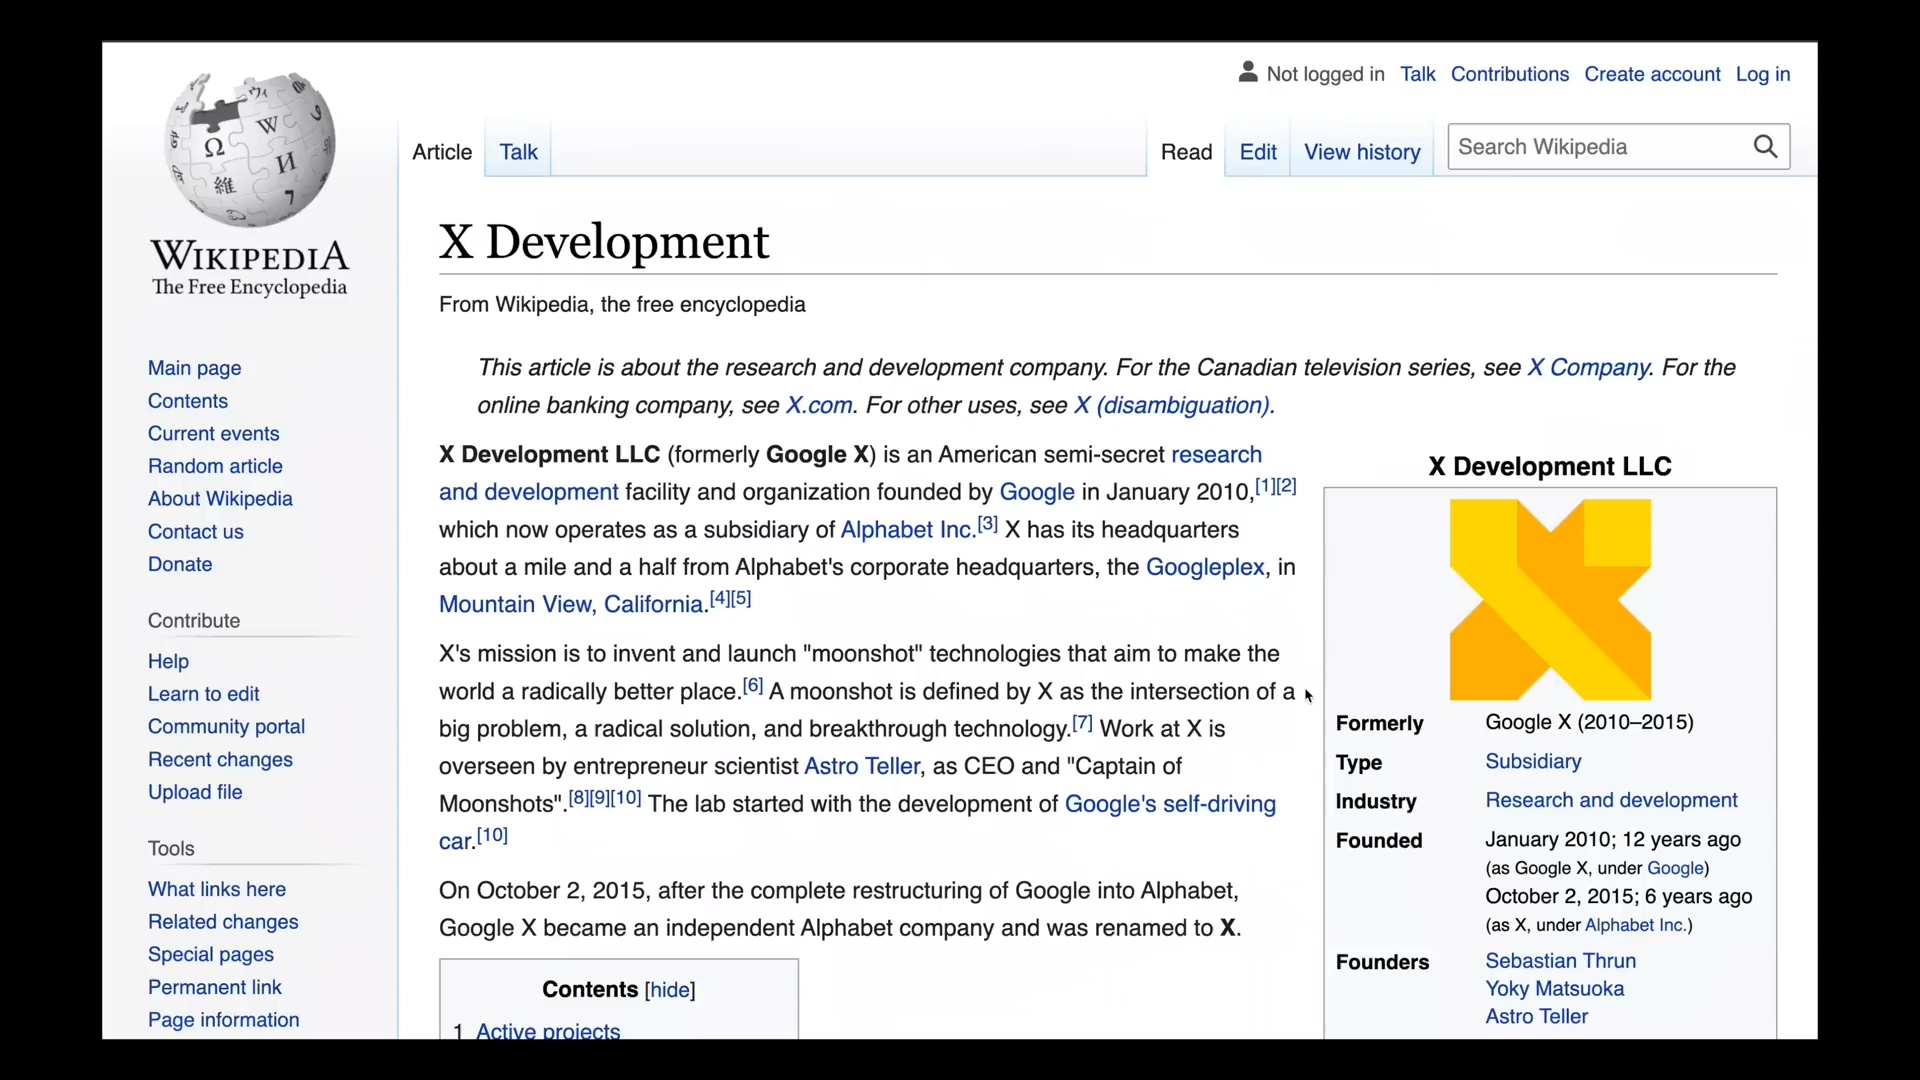 Not logged in Talk Contributions Create account Log in
Article Talk Read Edit View history Search Wikipedia
WIKIPEDIA
The Free Encyclopedia
Main page
Contents
Current events
Random article
About Wikipedia
Contact us
Donate
Contribute
Help
Learn to edit
Community portal
Recent changes
Upload file
Tools
What links here
Related changes
Special pages
Permanent link
Page information
X Development
From Wikipedia, the free encyclopedia
This article is about the research and development company. For the Canadian television series, see X Company. For the
online banking company, see X.com. For other uses, see X (disambiguation).
X Development LLC (formerly Google X) is an American semi-secret research
and development facility and organization founded by Google in January 2010,[1][2]
which now operates as a subsidiary of Alphabet Inc.[3] X has its headquarters
about a mile and a half from Alphabet's corporate headquarters, the Googleplex, in
Mountain View, California.[4][5]
X's mission is to invent and launch "moonshot" technologies that aim to make the
world a radically better place.[6] A moonshot is defined by X as the intersection of a
big problem, a radical solution, and breakthrough technology.[7] Work at X is
overseen by entrepreneur scientist Astro Teller, as CEO and "Captain of
Moonshots".[8][9][10] The lab started with the development of Google's self-driving
car.[10]
On October 2, 2015, after the complete restructuring of Google into Alphabet,
Google X became an independent Alphabet company and was renamed to X.
Contents [hide]
1 Active projects
X Development LLC
Formerly Google X (2010–2015)
Type Subsidiary
Industry Research and development
Founded January 2010; 12 years ago
(as Google X, under Google)
October 2, 2015; 6 years ago
(as X, under Alphabet Inc.)
Founders Sebastian Thrun
Yoky Matsuoka
Astro Teller